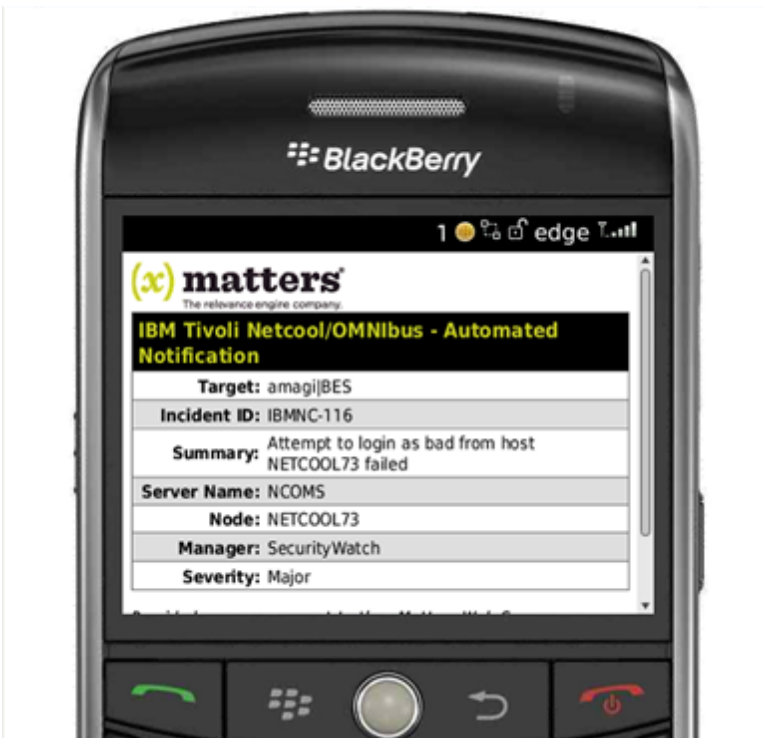 BlackBerry
1 edge
(x) matters
The relevance engine company.
IBM Tivoli Netcool/OMNIbus - Automated
Notification
Target: amagi|BES
Incident ID: IBMNC-116
Summary: Attempt to login as bad from host
NETCOOL73 failed
Server Name: NCOMS
Node: NETCOOL73
Manager: SecurityWatch
Severity: Major